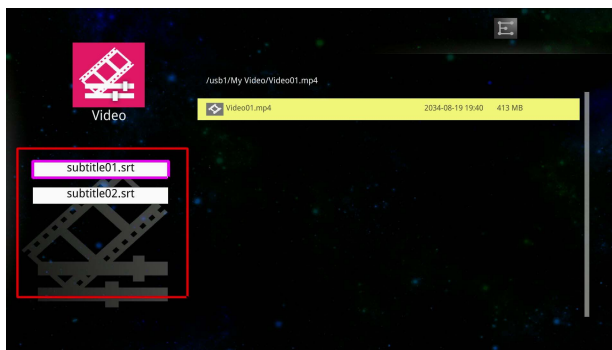 /usb1/My Video/Video01.mp4
Video01.mp4 2034-08-19 19:40 413 MB
Video
subtitle01.srt
subtitle02.srt